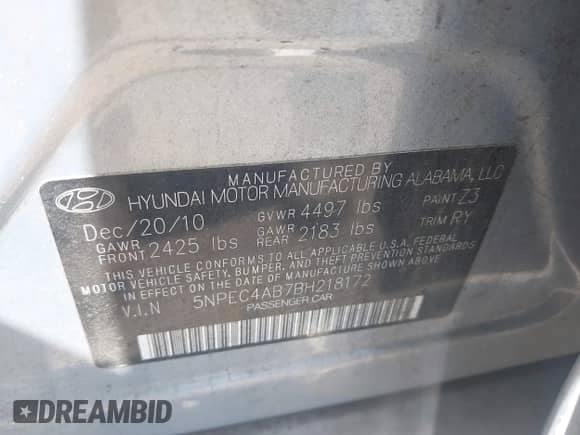 MANUFACTURED BY
HYUNDAI MOTOR MANUFACTURING ALABAMA, LLC
Dec/20/10 GVWR 4497 lbs PAINT Z3
GAWR FRONT 2425 lbs GAWR REAR 2183 lbs TRIM RY
THIS VEHICLE CONFORMS TO ALL APPLICABLE U.S.A. FEDERAL
MOTOR VEHICLE SAFETY, BUMPER, AND THEFT PREVENTION STANDARDS
IN EFFECT ON THE DATE OF MANUFACTURE SHOWN ABOVE.
V.I.N 5NPEC4AB7BH218172
PASSENGER CAR
DREAMBID